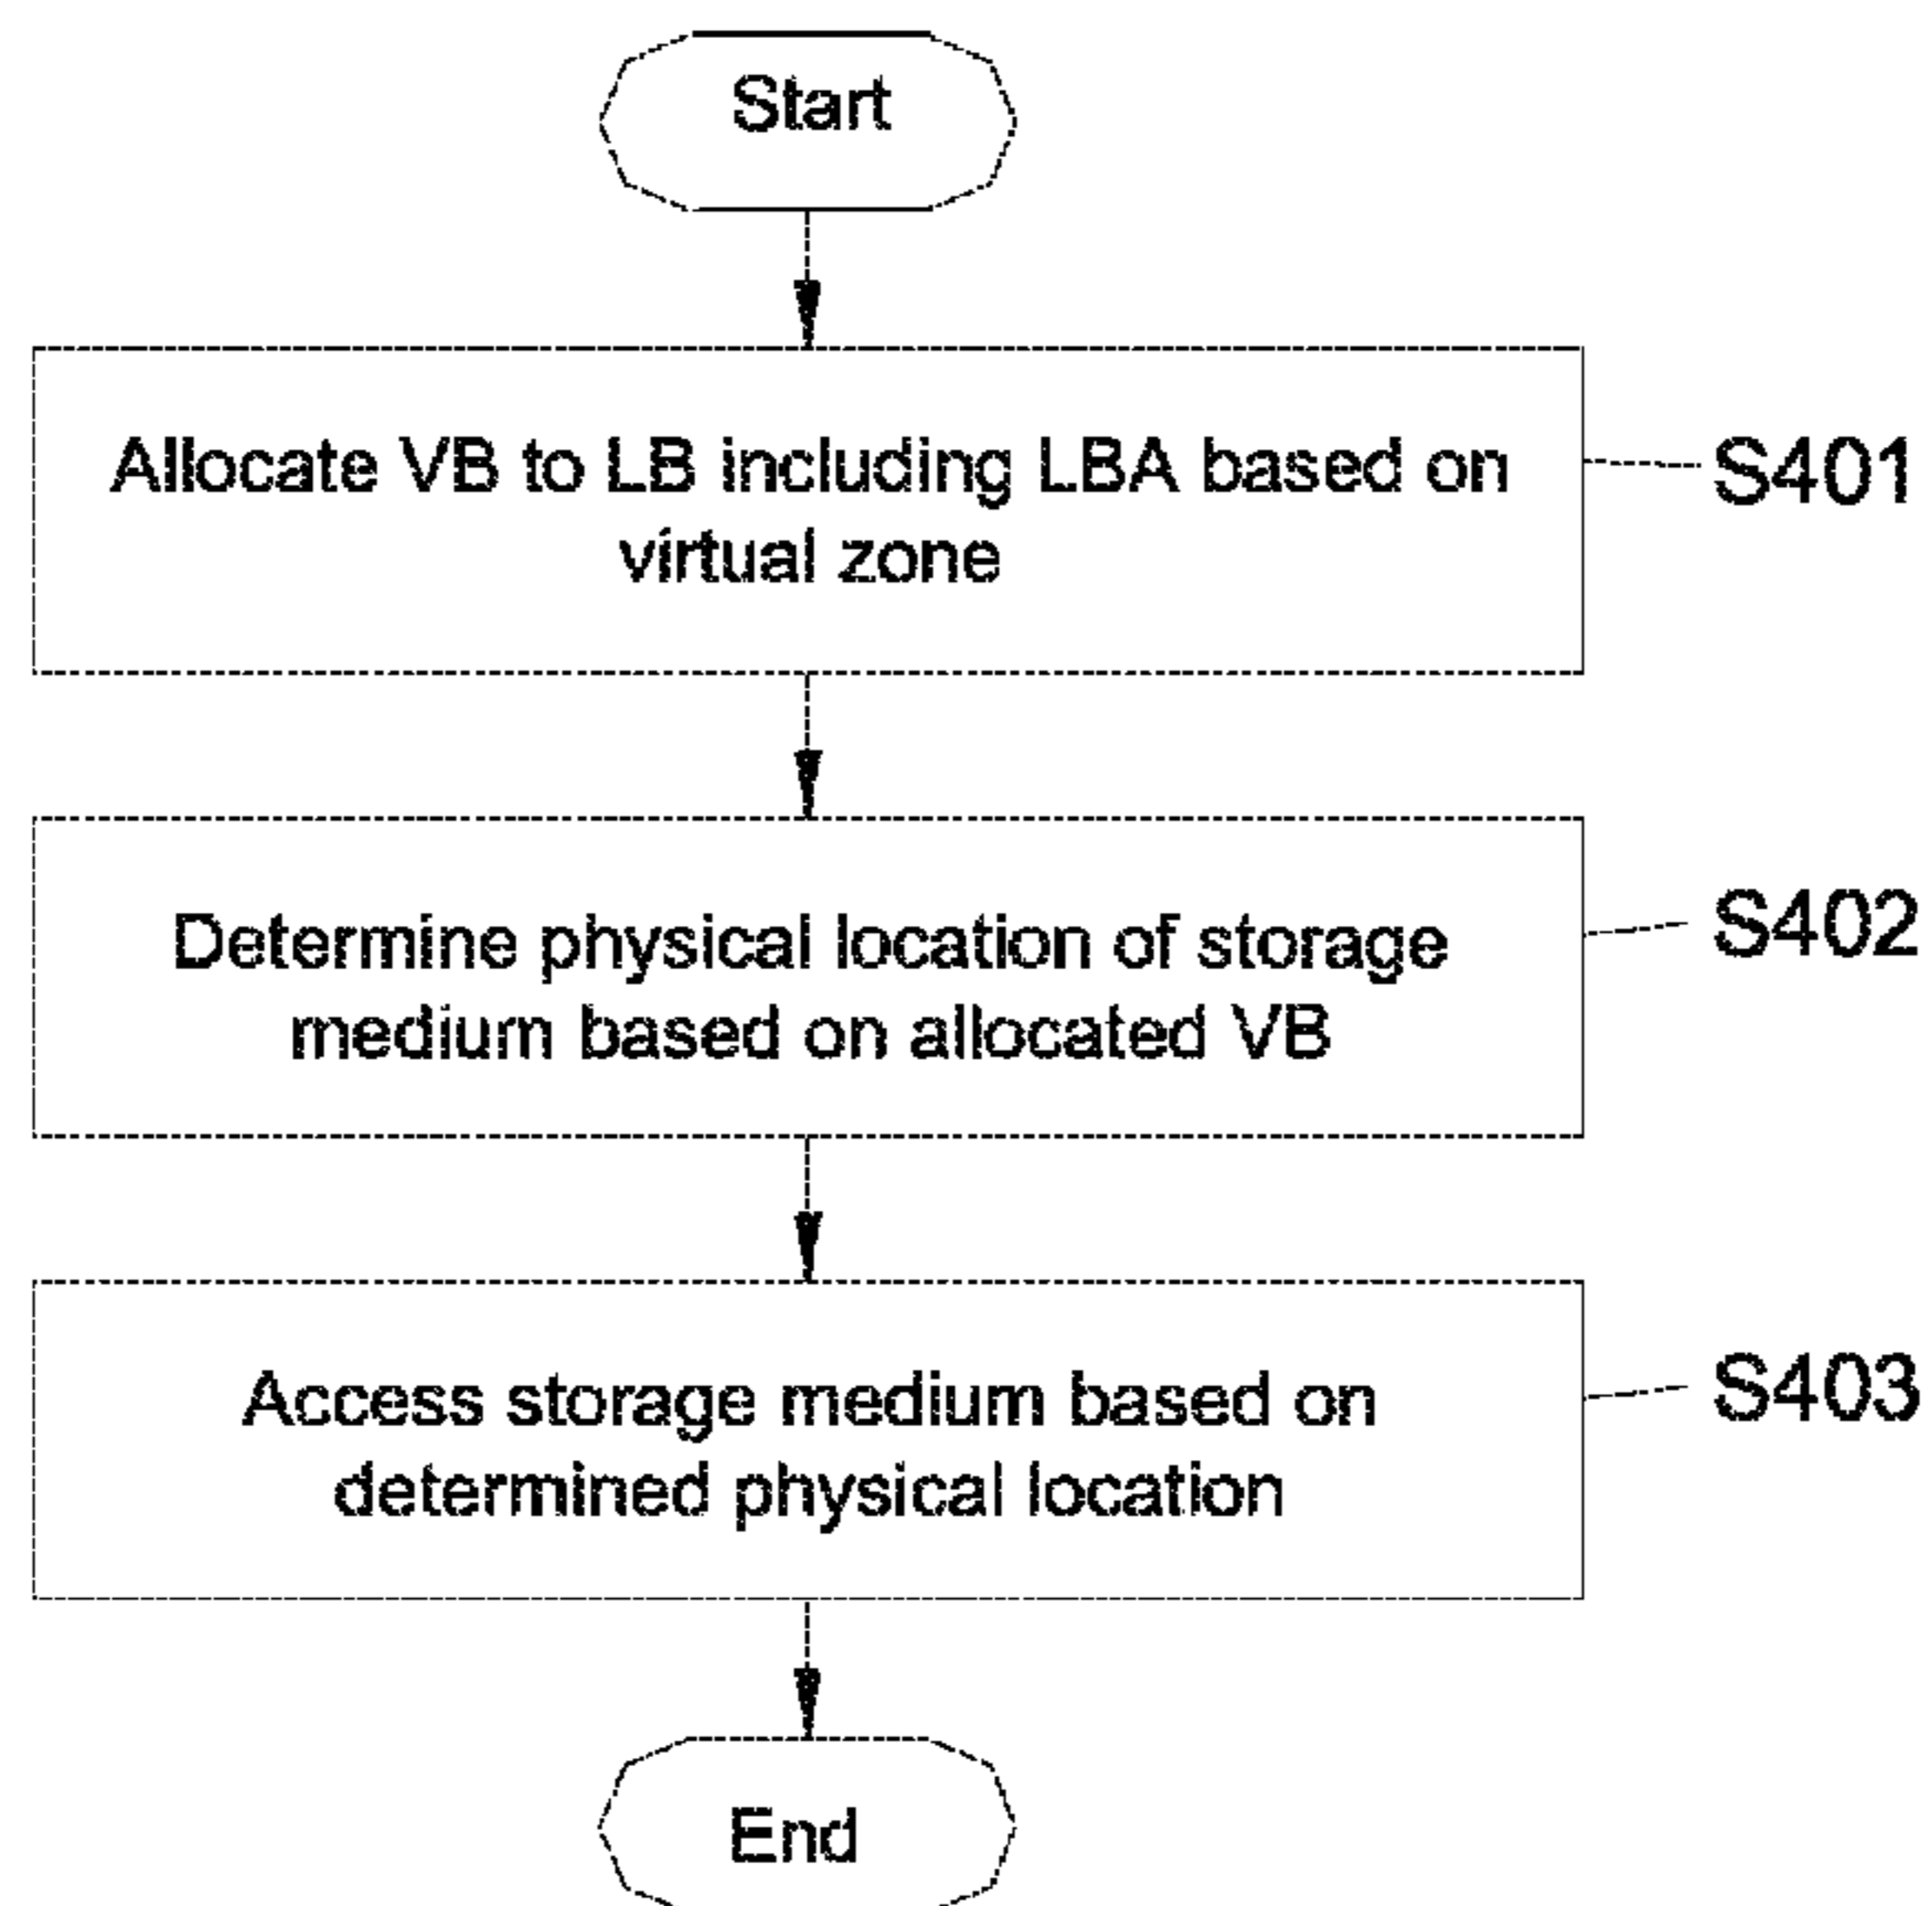 Start
Allocate VB to LB including LBA based on
virtual zone
S401
Determine physical location of storage
medium based on allocated VB
S402
Access storage medium based on
determined physical location
S403
End